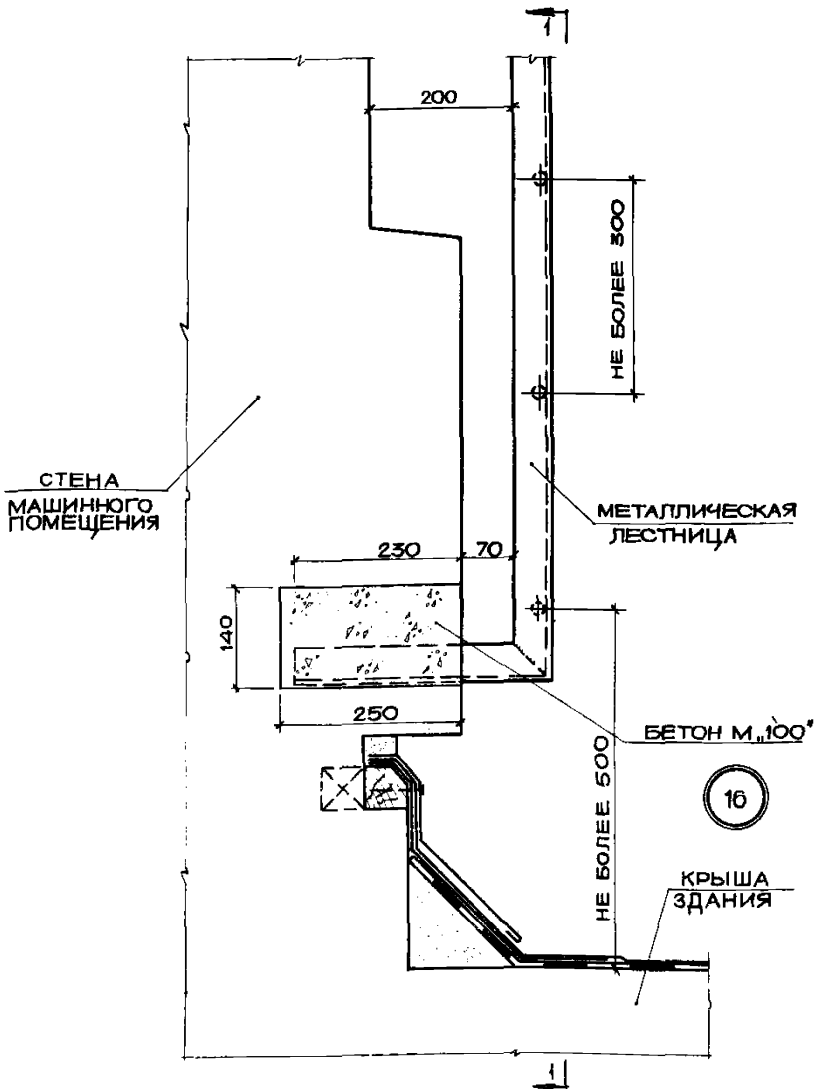 1
200
НЕ БОЛЕЕ 300
СТЕНА
МАШИННОГО
ПОМЕЩЕНИЯ
МЕТАЛЛИЧЕСКАЯ
ЛЕСТНИЦА
230
70
140
250
БЕТОН М„100"
НЕ БОЛЕЕ 500
16
КРЫША
ЗДАНИЯ
1